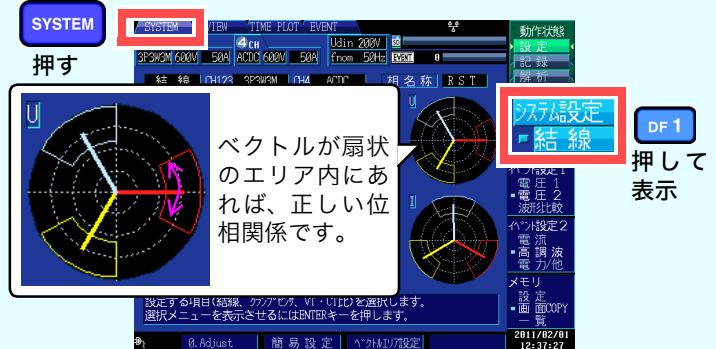 SYSTEM
押す
SYSTEM VIEW TIME PLOT EVENT
4CH
Udin 200V
3P3W3M 600V 50A ACDC 600V 50A fnom 50Hz EVENT 0
結 線 CH123 3P3W3M CH4 ACDC 相名称 R S T
U
U
I
ベクトルが扇状
のエリア内にあ
れば、正しい位
相関係です。
動作状態
設 定
記 録
解 析
システム設定
結 線
DF 1
押して
表示
イベント設定1
電 圧 1
電 圧 2
波形比較
イベント設定2
電 流
高 調 波
電 力/他
メモリ
設 定
画 面COPY
一 覧
設定する項目(結線、クランプセンサ、VT・CT比)を選択します。
選択メニューを表示させるにはENTERキーを押します。
0.Adjust 簡 易 設 定 ベクトルエリア設定
2011/02/01
12:37:27